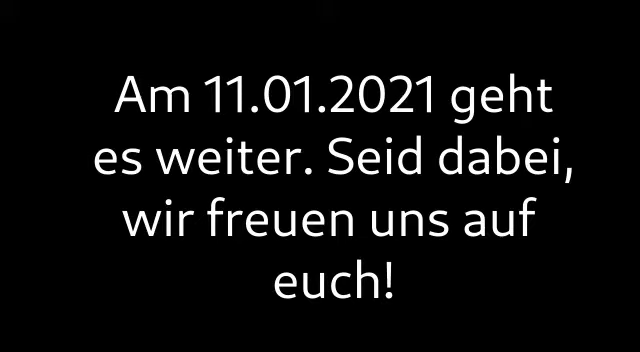 Am 11.01.2021 geht
es weiter. Seid dabei,
wir freuen uns auf
euch!